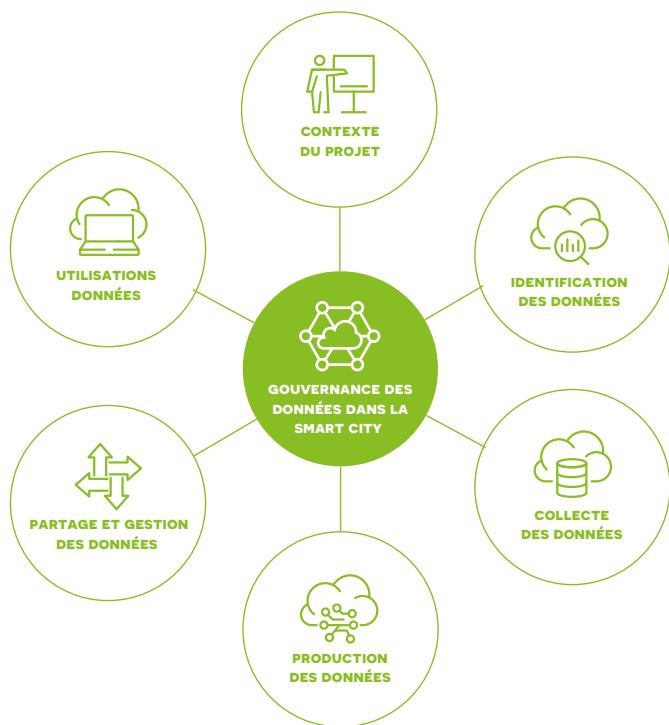 CONTEXTE
DU PROJET
UTILISATIONS
DONNÉES
IDENTIFICATION
DES DONNÉES
GOUVERNANCE DES
DONNÉES DANS LA
SMART CITY
PARTAGE ET GESTION
DES DONNÉES
COLLECTE
DES DONNÉES
PRODUCTION
DES DONNÉES